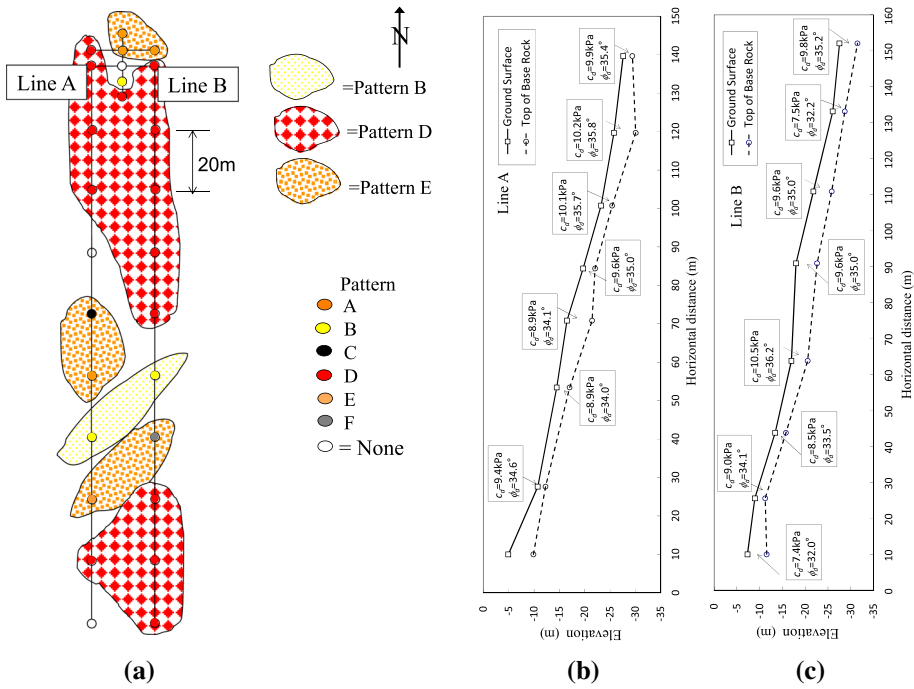 N
Line A
Line B
20m
=Pattern B
=Pattern D
=Pattern E
Pattern
A
B
C
D
E
F
= None
(a)
Line A
Ground Surface
Top of Base Rock
c_d=9.4kPa
ϕ_d=34.6°
c_d=8.9kPa
ϕ_d=34.0°
c_d=8.9kPa
ϕ_d=34.1°
c_d=9.6kPa
ϕ_d=35.0°
c_d=10.1kPa
ϕ_d=35.7°
c_d=10.2kPa
ϕ_d=35.8°
c_d=9.9kPa
ϕ_d=35.4°
0
-5
-10
-15
-20
-25
-30
-35
Elevation (m)
0
10
20
30
40
50
60
70
80
90
100
110
120
130
140
150
Horizontal distance (m)
(b)
Line B
Ground Surface
Top of Base Rock
c_d=7.4kPa
ϕ_d=32.0°
c_d=9.0kPa
ϕ_d=34.1°
c_d=8.5kPa
ϕ_d=33.5°
c_d=10.5kPa
ϕ_d=36.2°
c_d=9.6kPa
ϕ_d=35.0°
c_d=9.6kPa
ϕ_d=35.0°
c_d=7.5kPa
ϕ_d=32.2°
c_d=9.8kPa
ϕ_d=35.2°
0
-5
-10
-15
-20
-25
-30
-35
Elevation (m)
0
10
20
30
40
50
60
70
80
90
100
110
120
130
140
150
160
Horizontal distance (m)
(c)